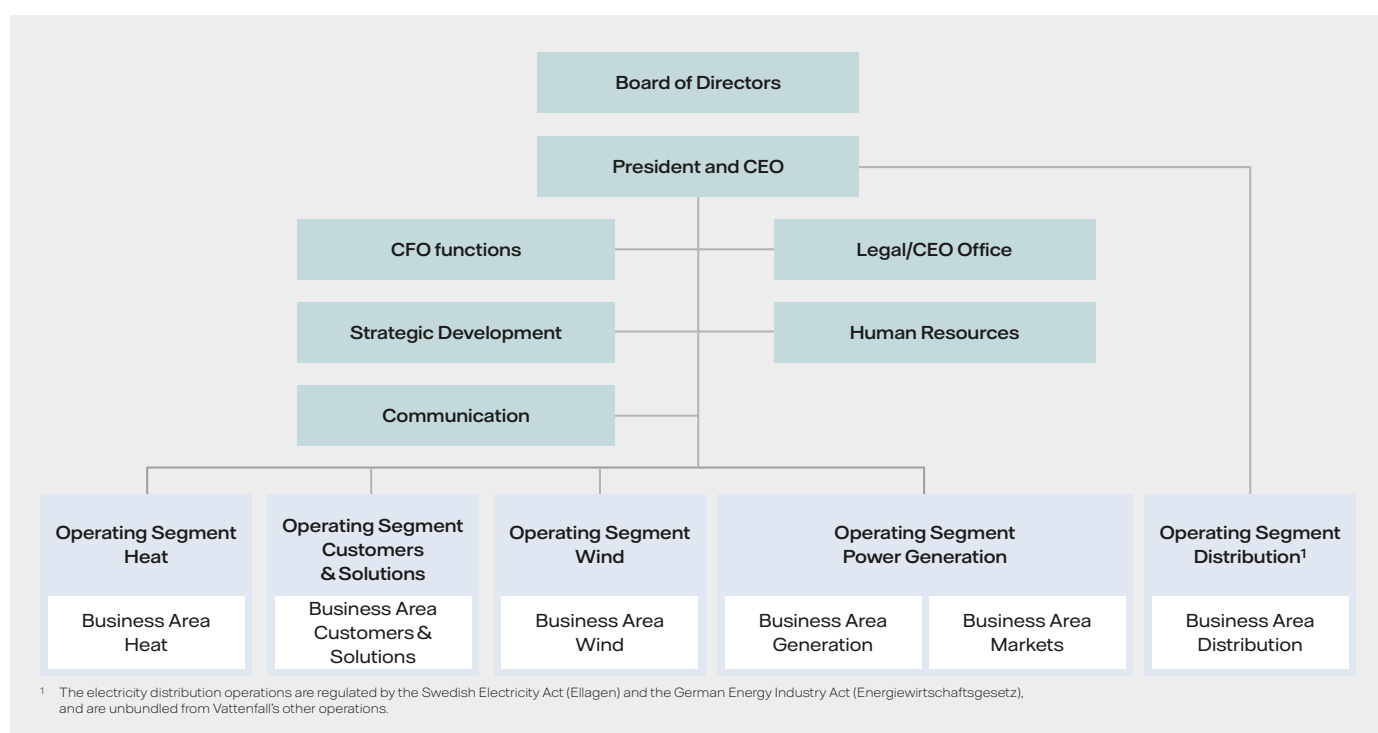 Board of Directors
President and CEO
CFO functions
Legal/CEO Office
Strategic Development
Human Resources
Communication
Operating Segment
Heat
Business Area
Heat
Operating Segment
Customers
& Solutions
Business Area
Customers &
Solutions
Operating Segment
Wind
Business Area
Wind
Operating Segment
Power Generation
Business Area
Generation
Business Area
Markets
Operating Segment
Distribution¹
Business Area
Distribution
¹ The electricity distribution operations are regulated by the Swedish Electricity Act (Ellagen) and the German Energy Industry Act (Energiewirtschaftsgesetz),
and are unbundled from Vattenfall's other operations.